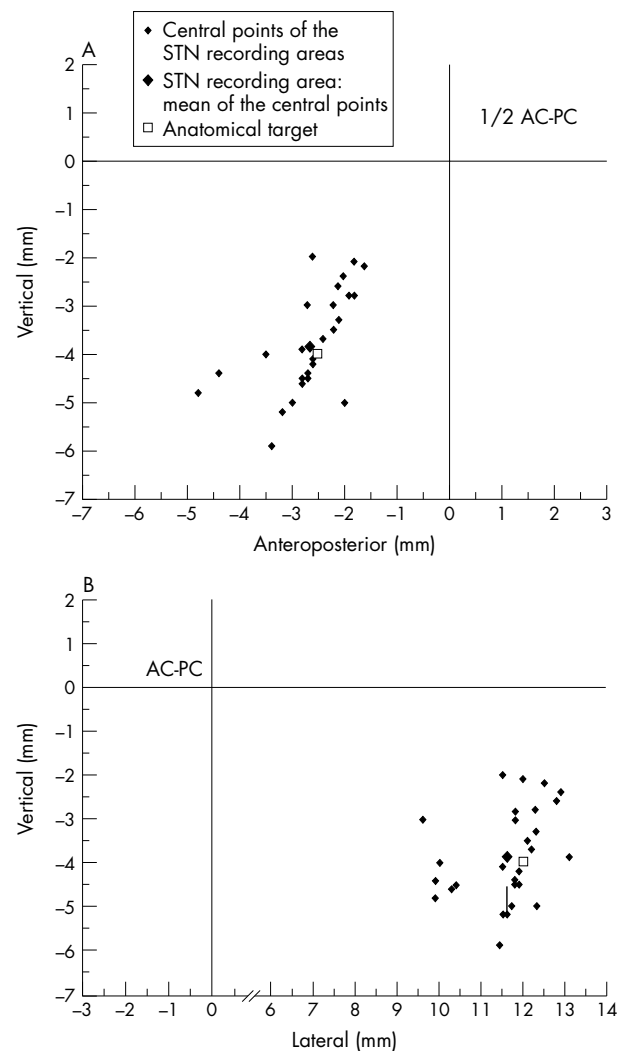 A
Central points of the
STN recording areas
STN recording area:
mean of the central points
Anatomical target
1/2 AC-PC
2
1
0
–1
–2
–3
–4
–5
–6
–7
Vertical (mm)
–7 –6 –5 –4 –3 –2 –1 0 1 2 3
Anteroposterior (mm)
B
AC-PC
2
1
0
–1
–2
–3
–4
–5
–6
–7
Vertical (mm)
–3 –2 –1 0 6 7 8 9 10 11 12 13 14
Lateral (mm)